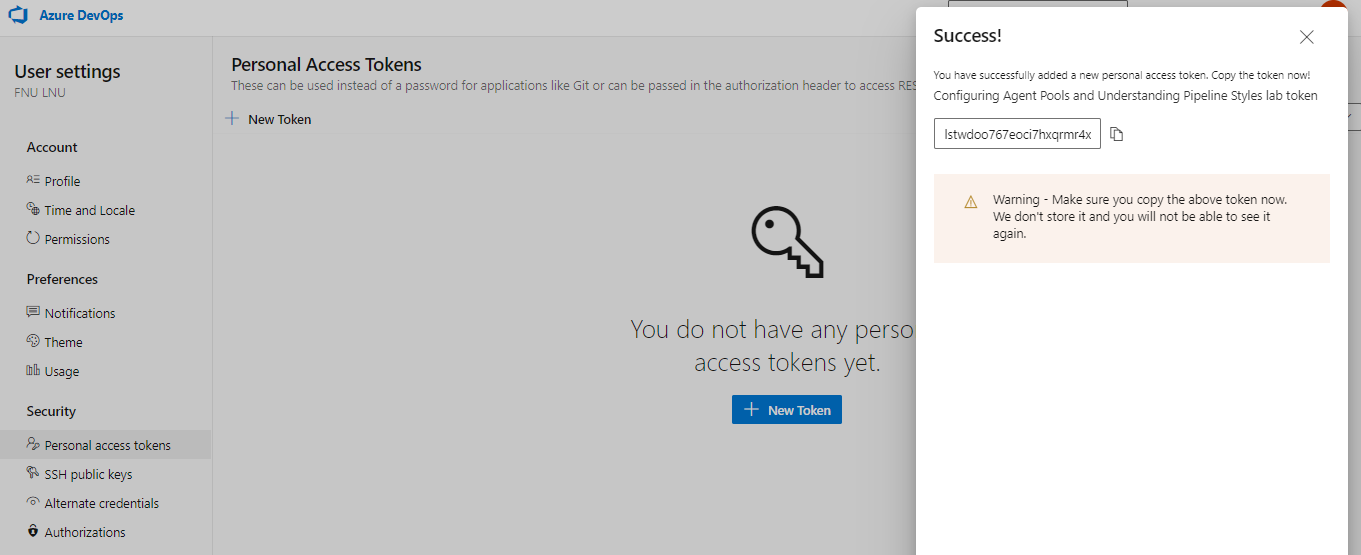 Azure DevOps
User settings
FNU LNU
Account
Profile
Time and Locale
Permissions
Preferences
Notifications
Theme
Usage
Security
Personal access tokens
SSH public keys
Alternate credentials
Authorizations
Personal Access Tokens
These can be used instead of a password for applications like Git or can be passed in the authorization header to access
New Token
You do not have any
access tokens yet.
New Token
Success!
You have successfully added a new personal access token. Copy the token now!
Configuring Agent Pools and Understanding Pipeline Styles lab token
lstwdoo767eoci7hxqrmr4x
Warning - Make sure you copy the above token now.
We don't store it and you will not be able to see it
again.